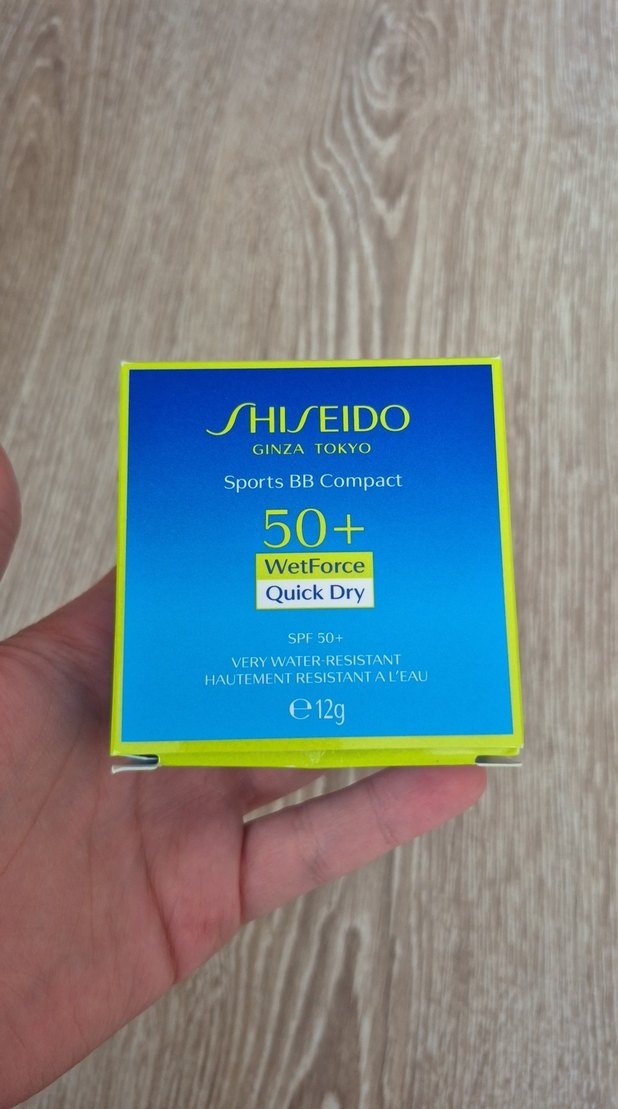 SHISEIDO
GINZA TOKYO
Sports BB Compact
50+
WetForce
Quick Dry
SPF 50+
VERY WATER-RESISTANT
HAUTEMENT RESISTANT A L'EAU
℮12g